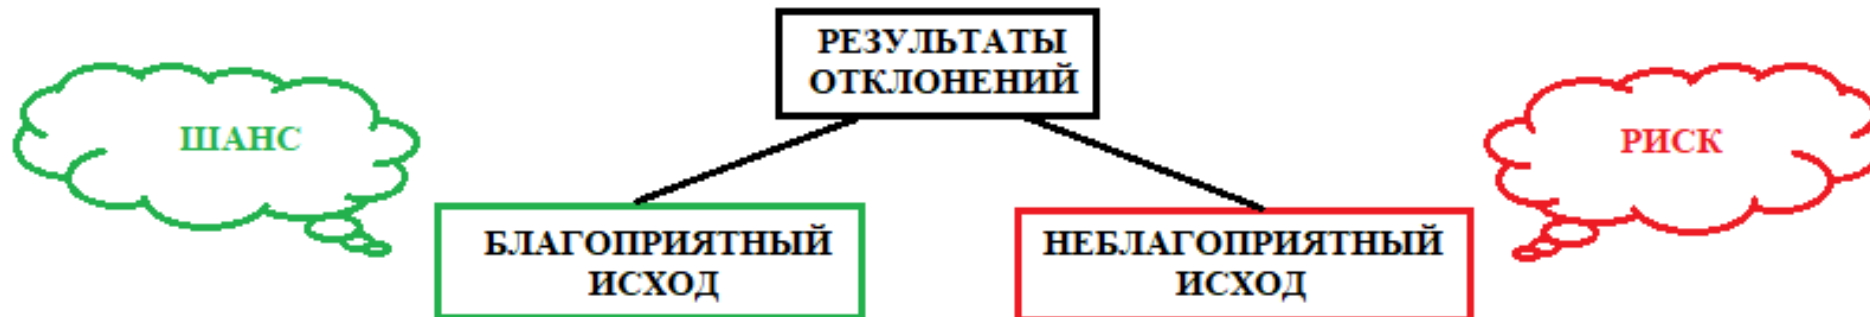 РЕЗУЛЬТАТЫ
ОТКЛОНЕНИЙ
ШАНС
РИСК
БЛАГОПРИЯТНЫЙ
ИСХОД
НЕБЛАГОПРИЯТНЫЙ
ИСХОД